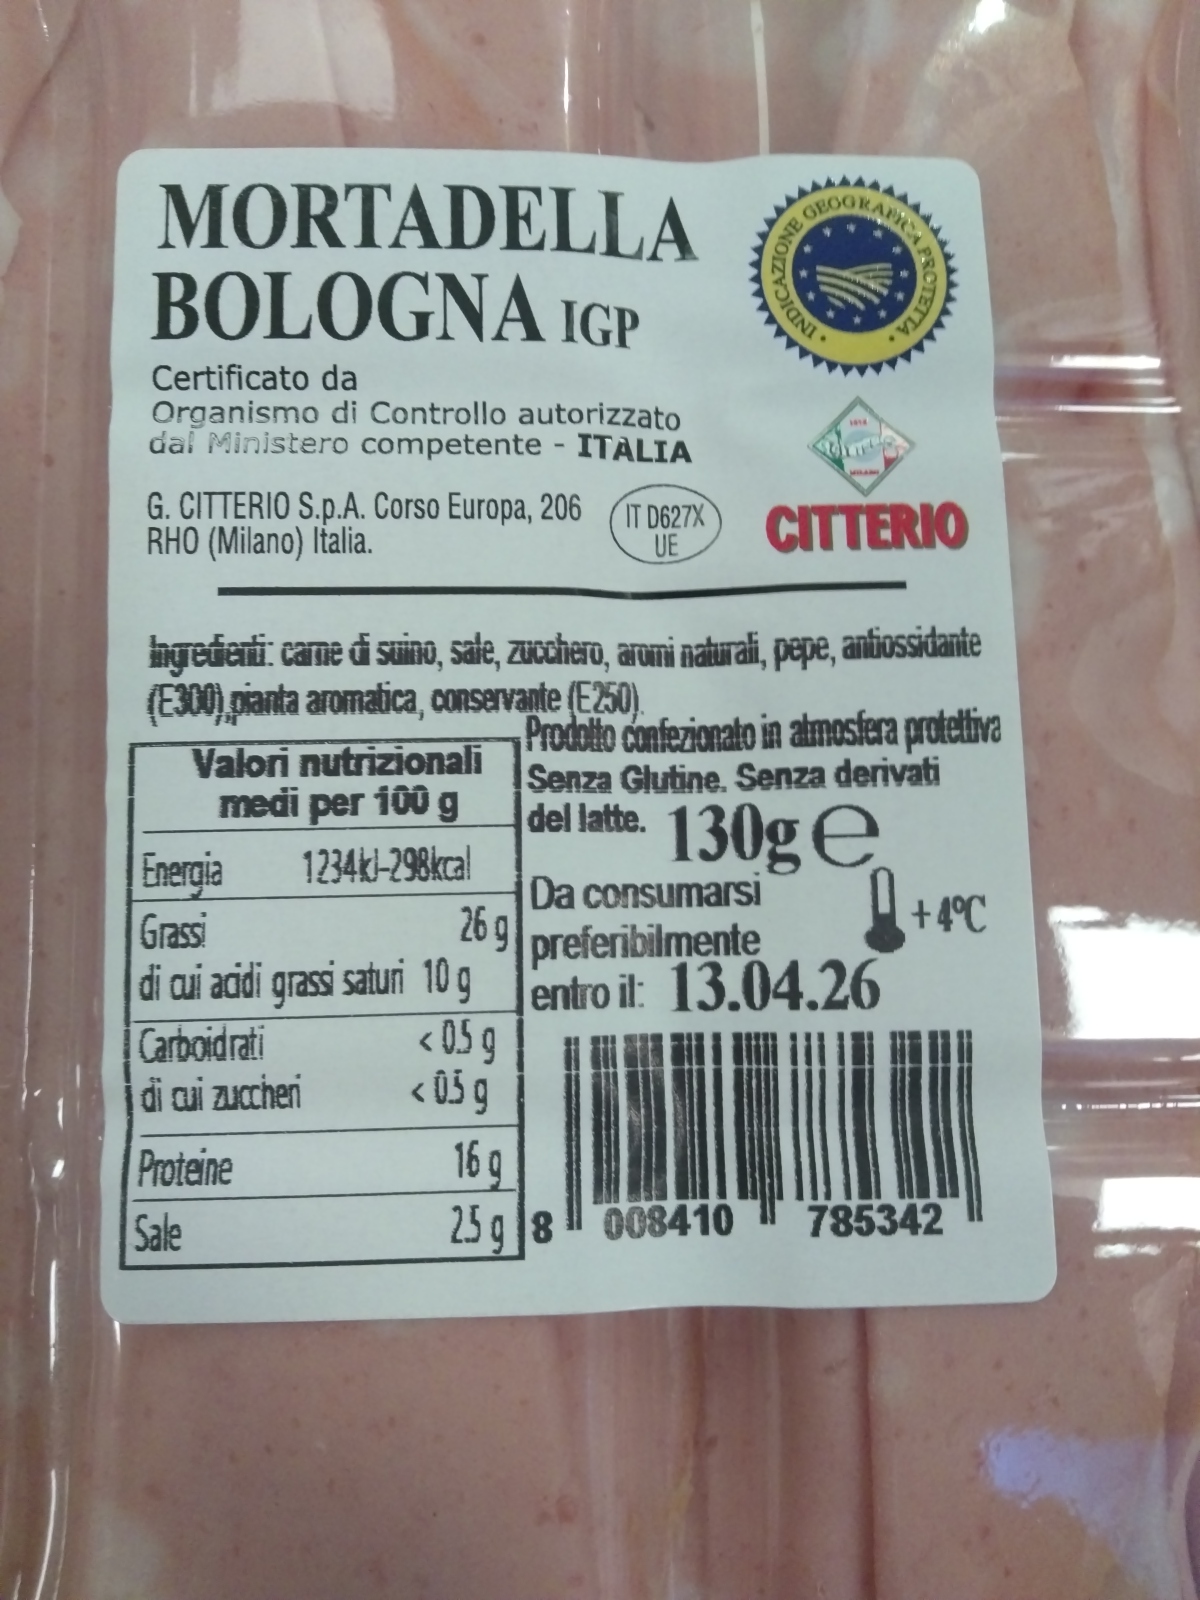 MORTADELLA
BOLOGNA IGP
INDICAZIONE GEOGRAFICA PROTETTA
Certificato da
Organismo di Controllo autorizzato
dal Ministero competente - ITALIA
G. CITTERIO S.p.A. Corso Europa, 206
RHO (Milano) Italia.
IT D627X
UE
CITTERIO
Ingredienti: carne di suino, sale, zucchero, aromi naturali, pepe, antiossidante
(E300), pianta aromatica, conservante (E250).
Prodotto confezionato in atmosfera protettiva
Senza Glutine. Senza derivati
del latte. 130g e
Da consumarsi
preferibilmente
entro il: 13.04.26
+4°C
Valori nutrizionali
medi per 100 g
Energia 1234kJ-298kcal
Grassi 26 g
di cui acidi grassi saturi 10 g
Carboidrati < 0.5 g
di cui zuccheri < 0.5 g
Proteine 16 g
Sale 2.5 g
8 008410 785342